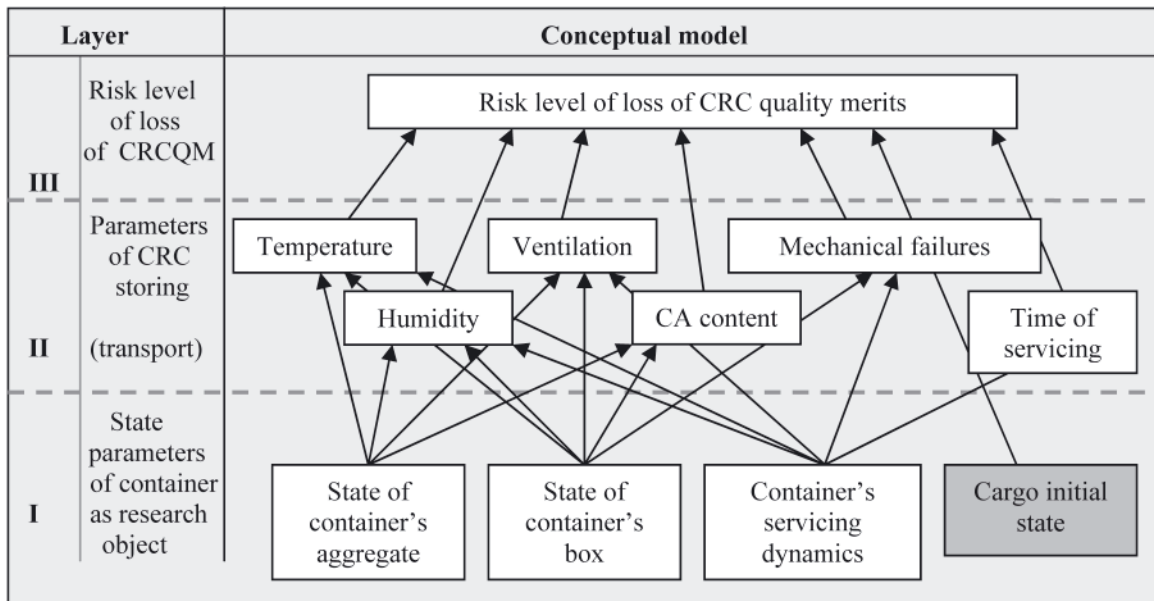 Layer
Conceptual model
III
Risk level
of loss
of CRCQM
Risk level of loss of CRC quality merits
II
Parameters
of CRC
storing
(transport)
Temperature
Ventilation
Mechanical failures
Humidity
CA content
Time of
servicing
I
State
parameters
of container
as research
object
State of
container's
aggregate
State of
container's
box
Container's
servicing
dynamics
Cargo initial
state